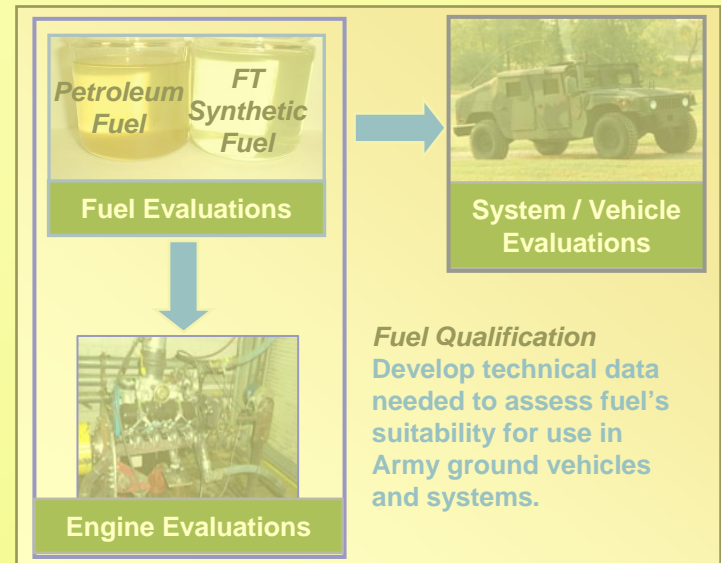 Petroleum
Fuel
FT
Synthetic
Fuel
Fuel Evaluations
System / Vehicle
Evaluations
Engine Evaluations
Fuel Qualification
Develop technical data
needed to assess fuel's
suitability for use in
Army ground vehicles
and systems.